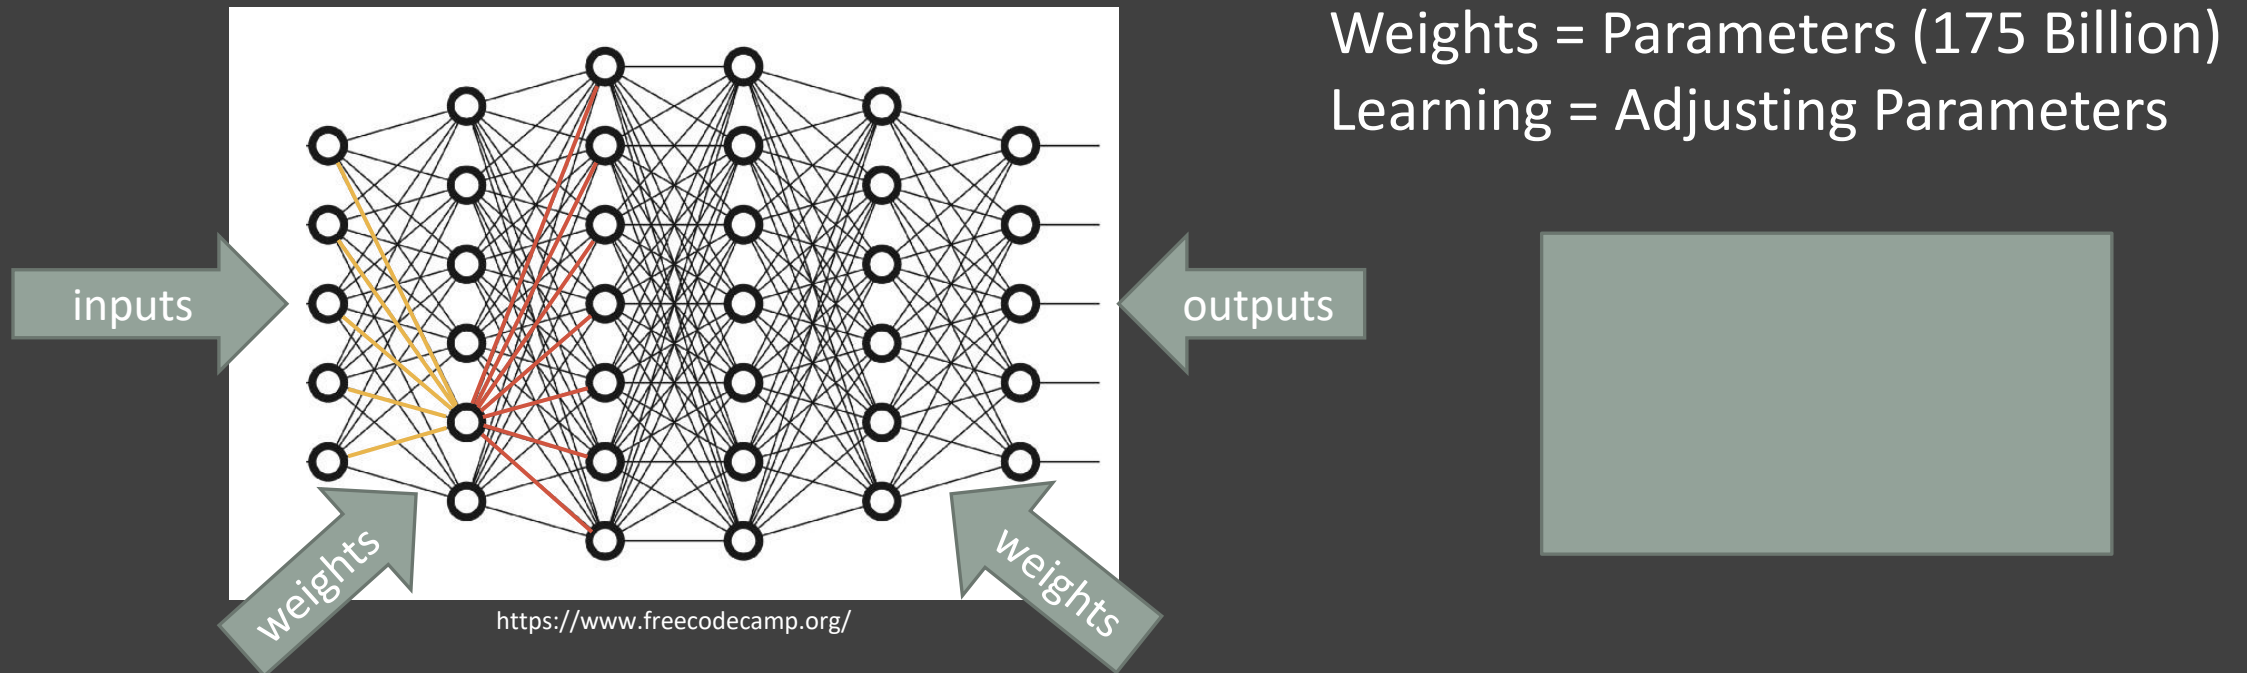 Weights = Parameters (175 Billion)
Learning = Adjusting Parameters
inputs
outputs
weights
weights
https://www.freecodecamp.org/